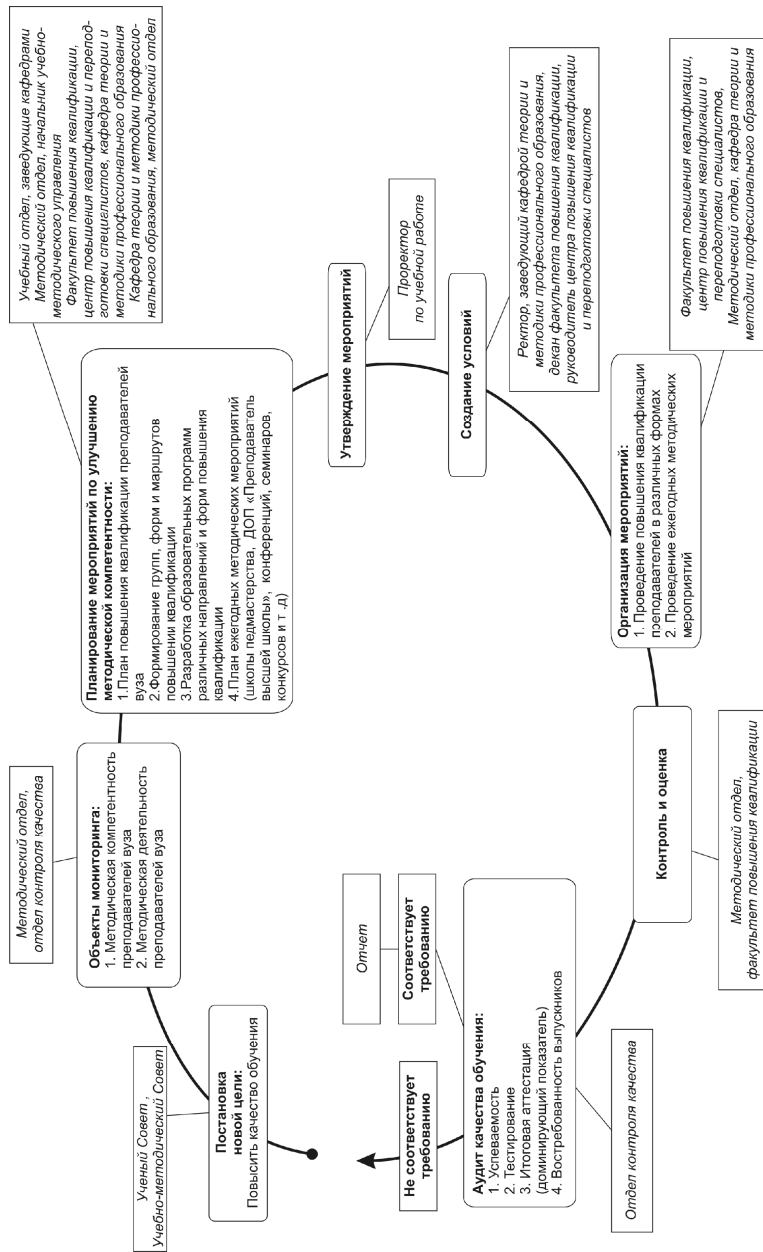 Ученый Совет ,
Учебно-методический Совет
Постановка
новой цели:
Повысить качество обучения
Методический отдел,
отдел контроля качества
Объекты мониторинга:
1. Методическая компетентность
преподавателей вуза
2. Методическая деятельность
преподавателей вуза
Учебный отдел, заведующие кафедрами
Методический отдел, начальник учебно-
методического управления
Факультет повышения квалификации,
центр повышения квалификации и перепод-
готовки специлистов, кафедра теории и
методики профессионального образования
Кафедра теории и методики профессио-
нального образования, методический отдел
Планирование мероприятий по улучшению
методической компетентности:
1.План повышения квалификации преподавателей
вуза
2.Формирование групп, форм и маршрутов
повышении квалификации
3.Разработка образовательных программ
различных направлений и форм повышения
квалификации
4.План ежегодных методических мероприятий
(школы педмастерства, ДОП «Преподаватель
высшей школы», конференций, семинаров,
конкурсов и т .д)
Утверждение мероприятий
Проректор
по учебной работе
Создание условий
Ректор, заведующий кафедрой теории и
методики профессионального образования,
декан факультета повышения квалификации,
руководитель центра повышения квалификации
и переподготовки специалистов
Организация мероприятий:
1. Проведение повышения квалификации
преподавателей в различных формах
2. Проведение ежегодных методических
мероприятий
Факультет повышения квалификации,
центр повышения квалификации и
переподготовки специалистов,
Методический отдел, кафедра теории и
методики профессионального образования
Контроль и оценка
Методический отдел,
факультет повышения квалификации
Отчет
Соответствует
требованию
Не соответствует
требованию
Аудит качества обучения:
1. Успеваемость
2. Тестирование
3. Итоговая аттестация
(доминирующий показатель)
4. Востребованность выпускников
Отдел контроля качества